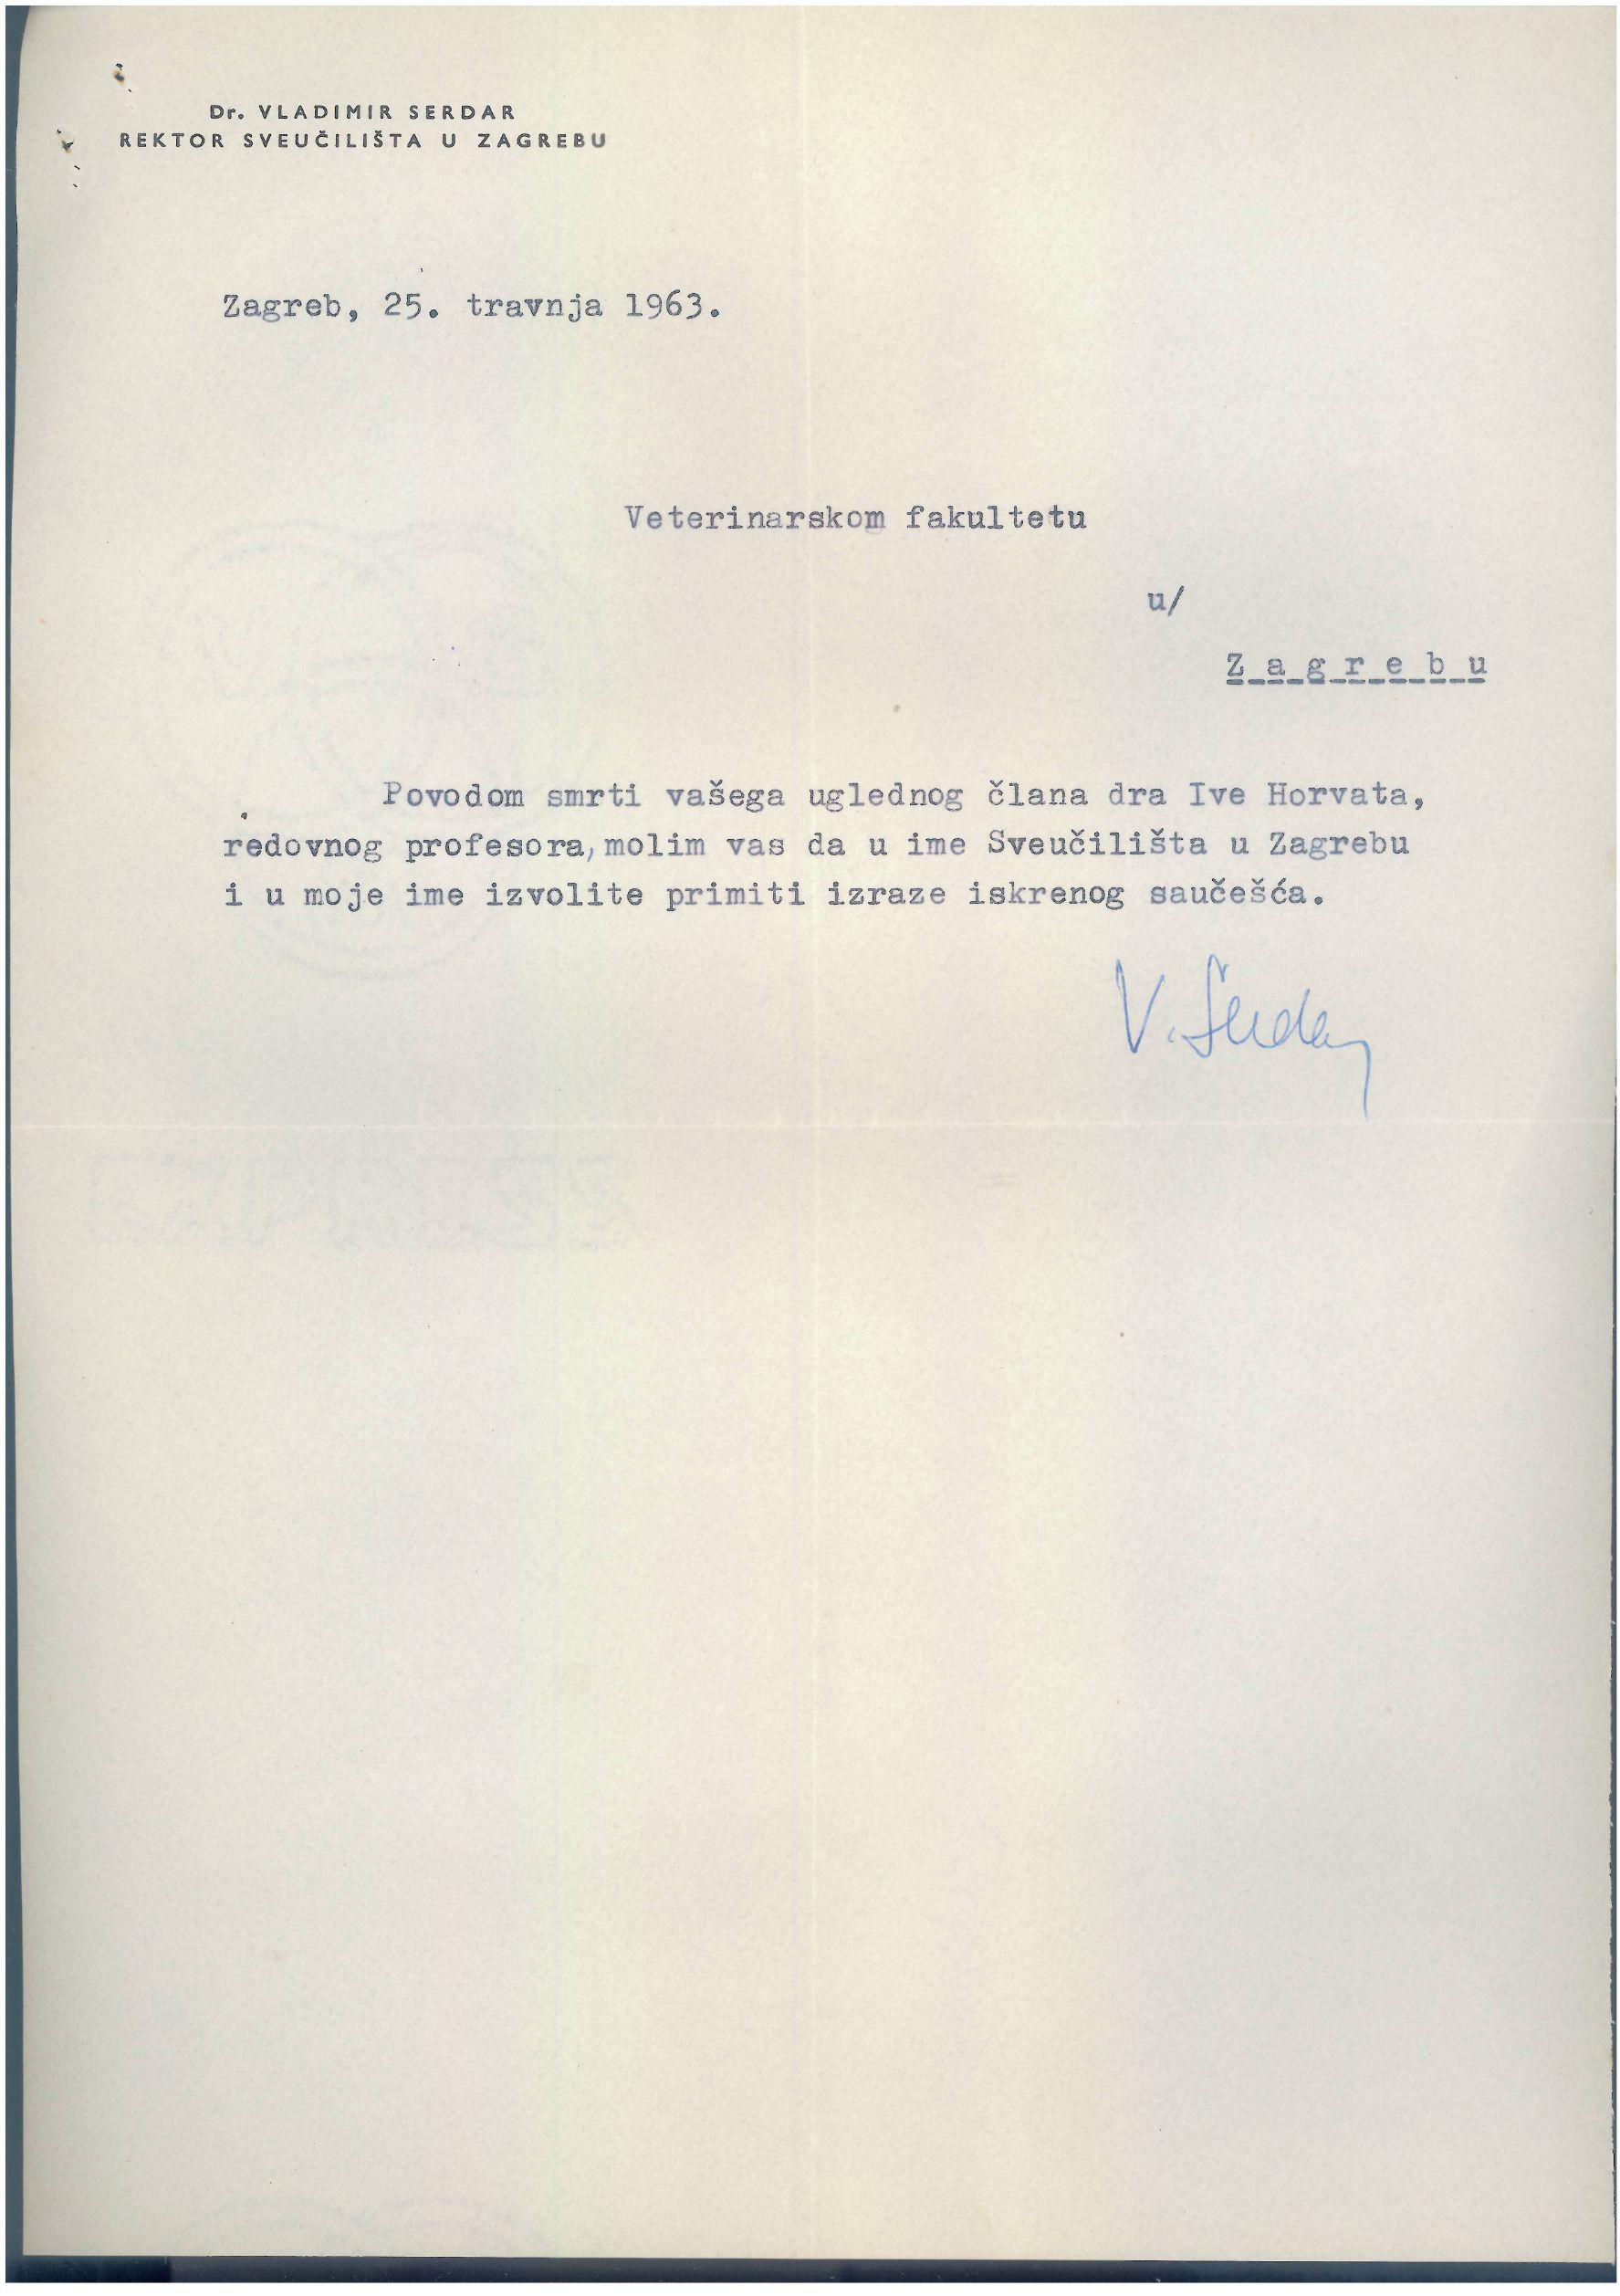 Dr. VLADIMIR SERDAR
REKTOR SVEUČILIŠTA U ZAGREBU
Zagreb, 25. travnja 1963.
Veterinarskom fakultetu
u/
Z a g r e b u
Povodom smrti vašega uglednog člana dra Ive Horvata,
redovnog profesora, molim vas da u ime Sveučilišta u Zagrebu
i u moje ime izvolite primiti izraze iskrenog saučešća.
V. Serdar